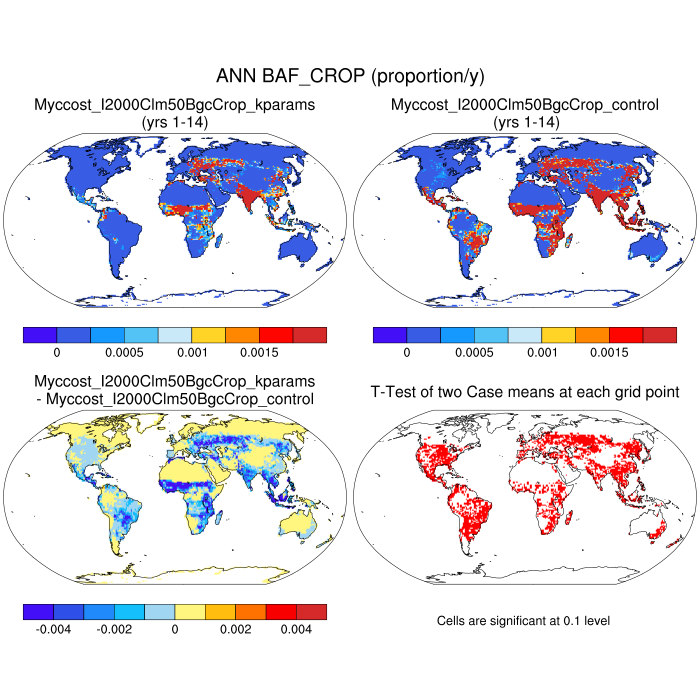 ANN BAF_CROP (proportion/y)
Myccost_I2000Clm50BgcCrop_kparams
(yrs 1-14)
Myccost_I2000Clm50BgcCrop_control
(yrs 1-14)
0 0.0005 0.001 0.0015
0 0.0005 0.001 0.0015
Myccost_I2000Clm50BgcCrop_kparams
- Myccost_I2000Clm50BgcCrop_control
T-Test of two Case means at each grid point
-0.004 -0.002 0 0.002 0.004
Cells are significant at 0.1 level